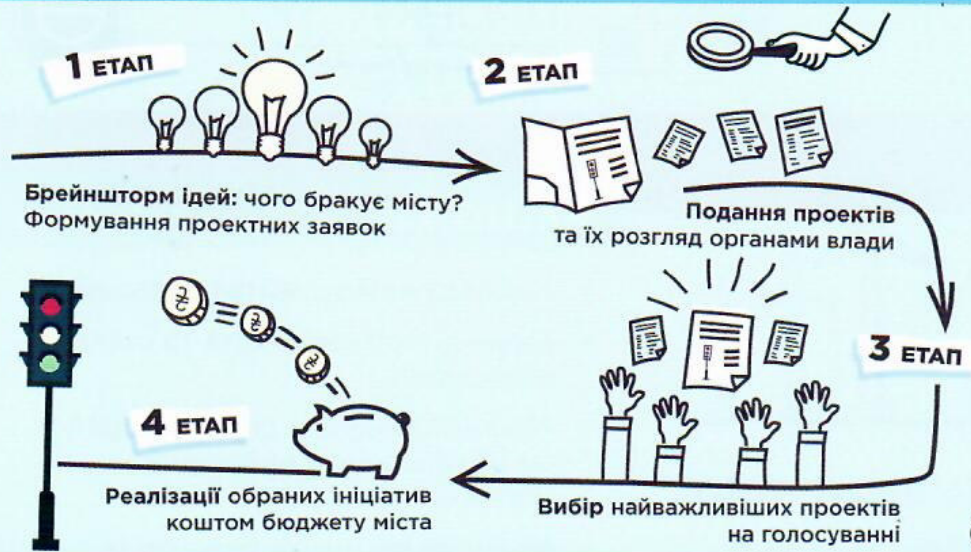 1 ЕТАП
Брейншторм ідей: чого бракує місту?
Формування проектних заявок
2 ЕТАП
Подання проектів
та їх розгляд органами влади
3 ЕТАП
Вибір найважливіших проектів
на голосуванні
4 ЕТАП
Реалізації обраних ініціатив
коштом бюджету міста